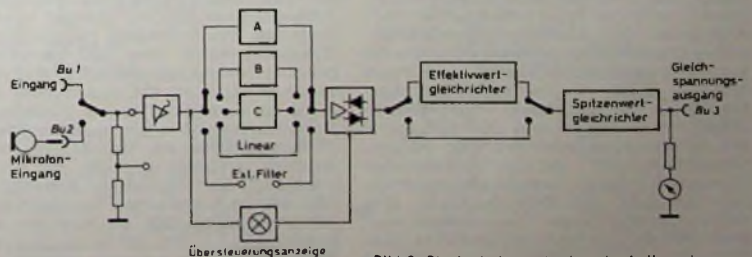 Bu 1
Eingang
Bu 2
Mikrofon-
Eingang
A
B
C
Linear
Ext. Filter
Übersteuerungsanzeige
Effektivwert-
gleichrichter
Spitzenwert-
gleichrichter
Gleich-
spannungs-
ausgang
Bu 3